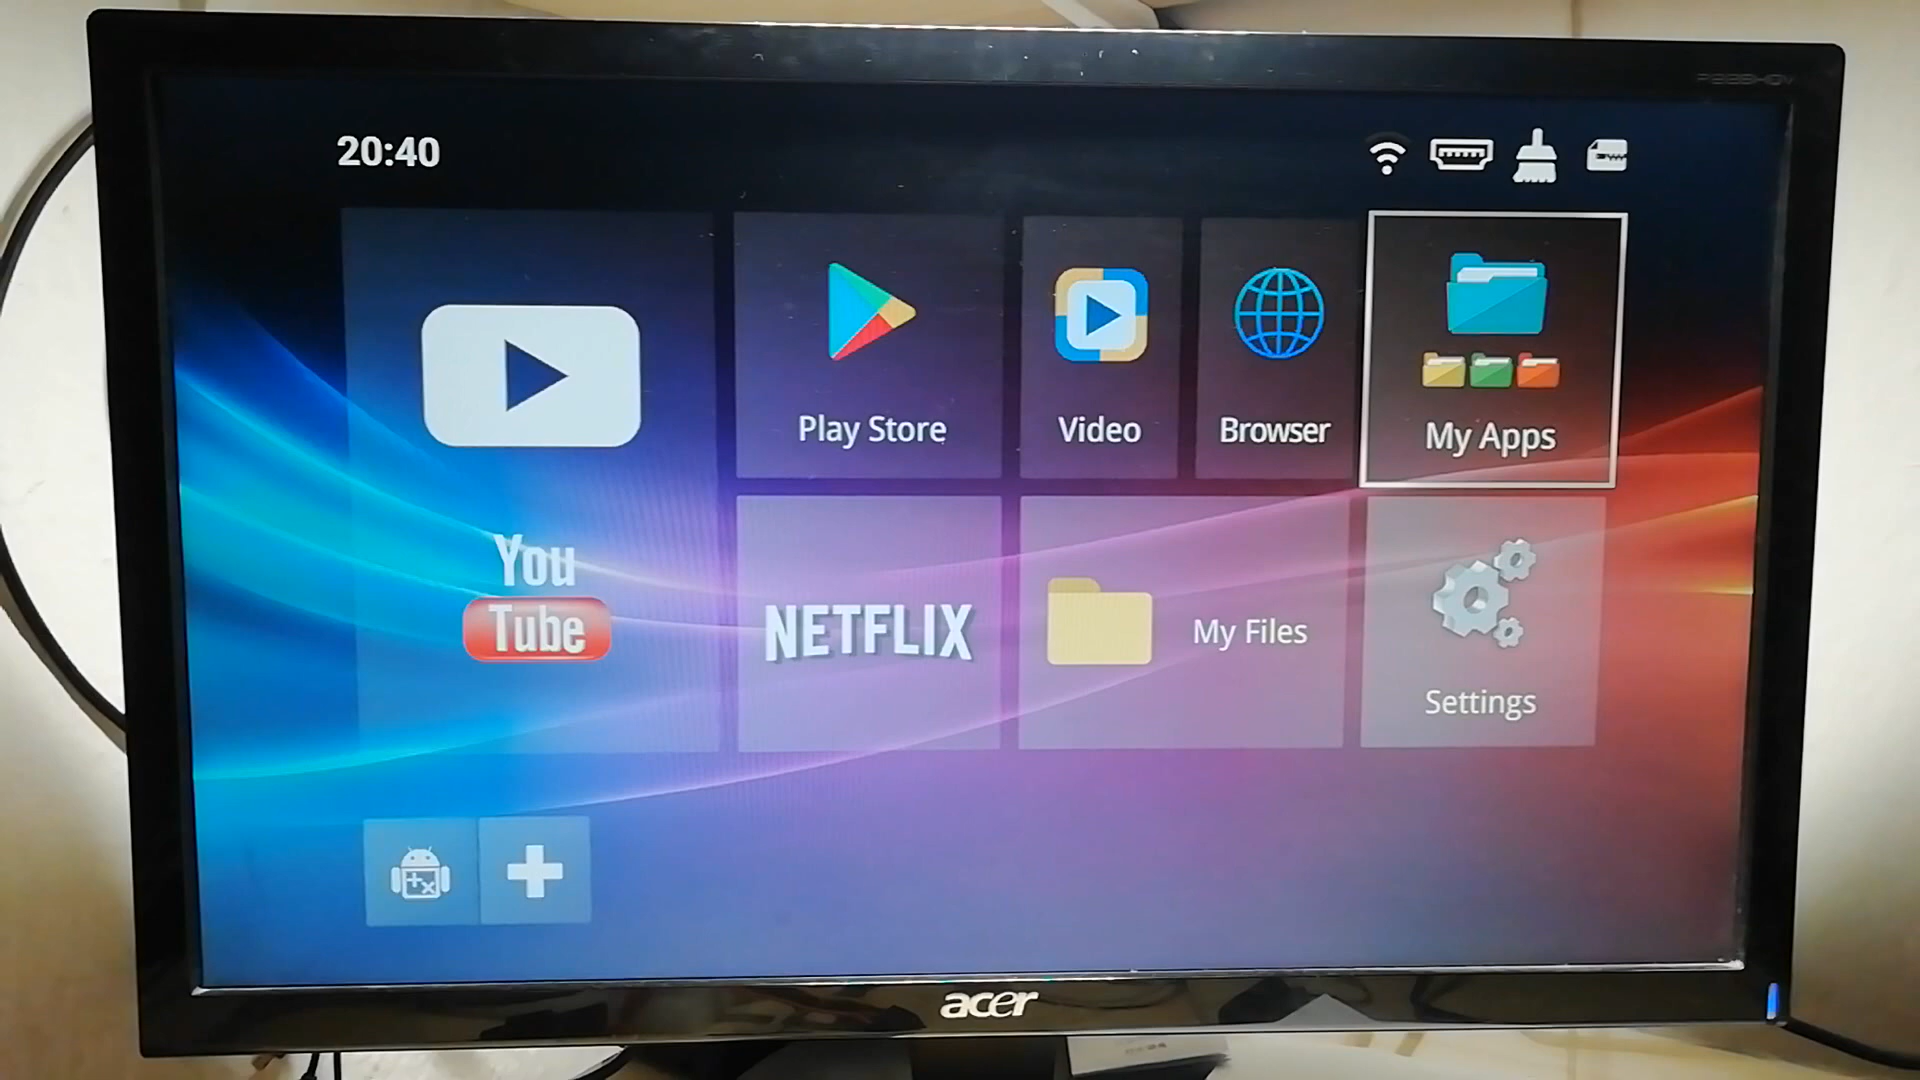 20:40
Play Store
Video
Browser
My Apps
You
Tube
NETFLIX
My Files
Settings
acer